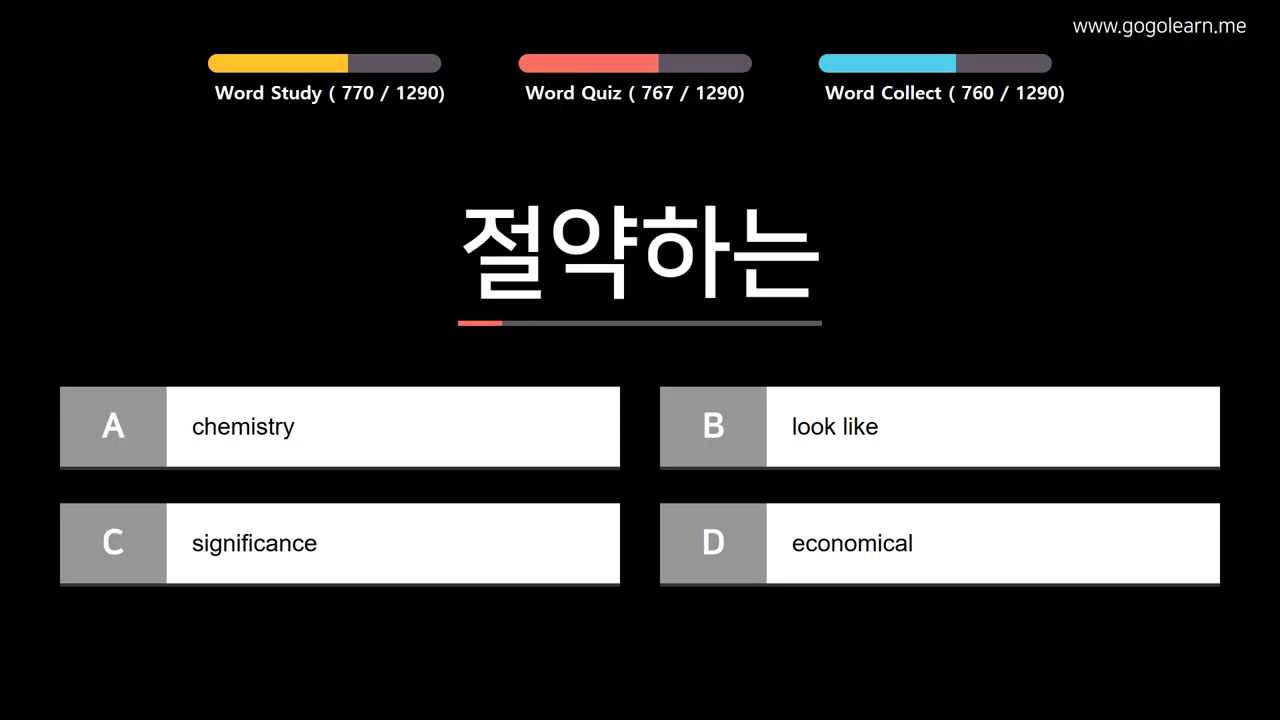 www.gogolearn.me
Word Study ( 770 / 1290)
Word Quiz ( 767 / 1290)
Word Collect ( 760 / 1290)
절약하는
A
chemistry
B
look like
C
significance
D
economical